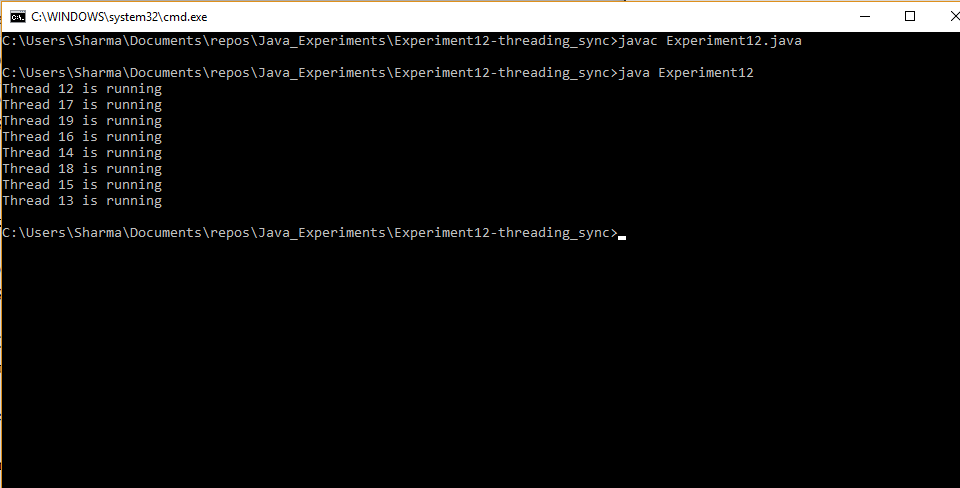 C:\WINDOWS\system32\cmd.exe
C:\Users\Sharma\Documents\repos\Java_Experiments\Experiment12-threading_sync>javac Experiment12.java
C:\Users\Sharma\Documents\repos\Java_Experiments\Experiment12-threading_sync>java Experiment12
Thread 12 is running
Thread 17 is running
Thread 19 is running
Thread 16 is running
Thread 14 is running
Thread 18 is running
Thread 15 is running
Thread 13 is running
C:\Users\Sharma\Documents\repos\Java_Experiments\Experiment12-threading_sync>